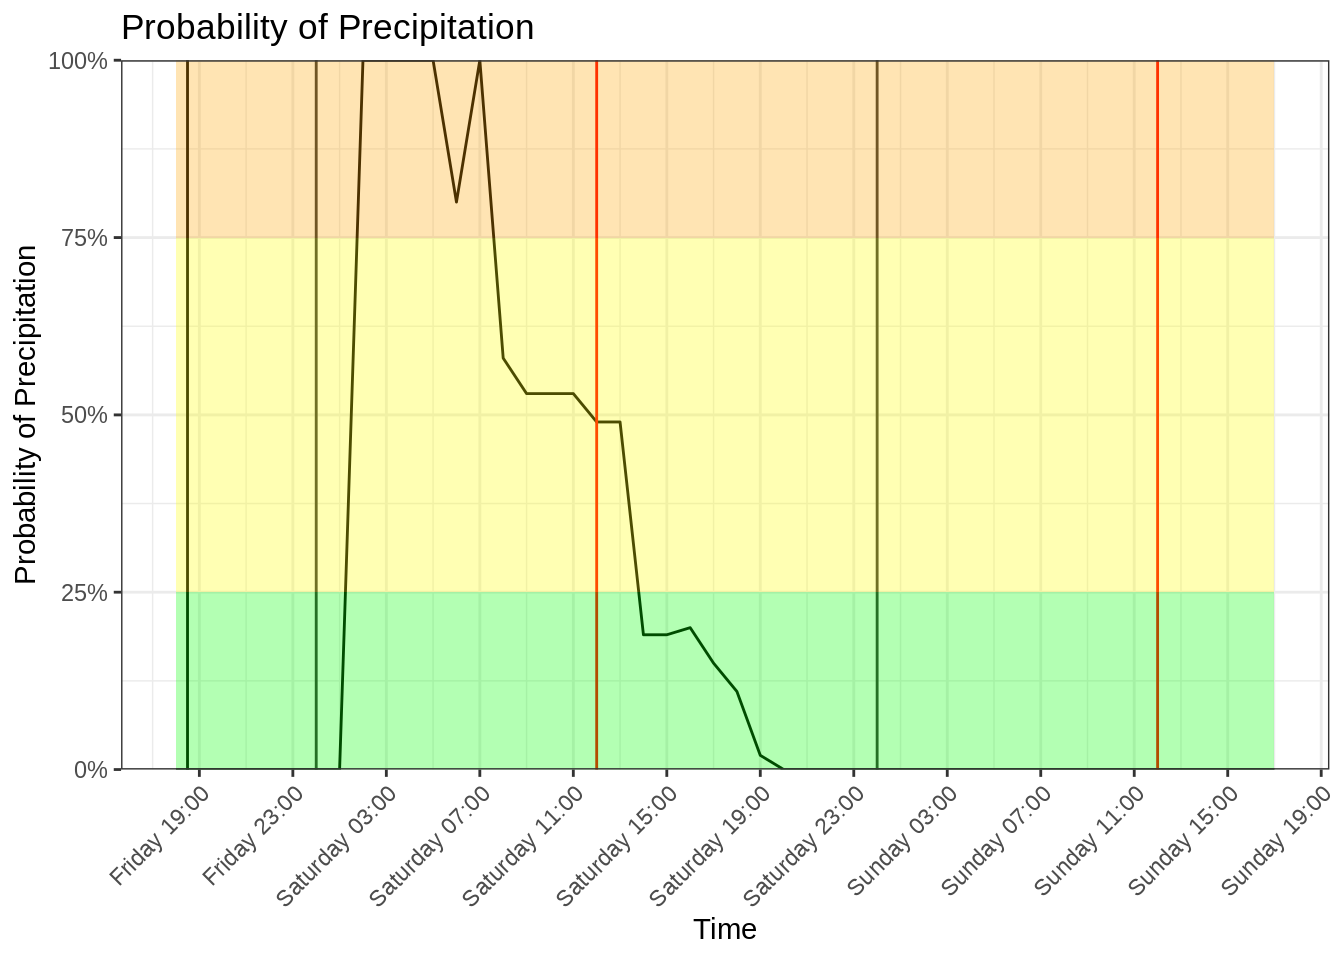 Probability of Precipitation
Probability of Precipitation
100%
75%
50%
25%
0%
Friday 19:00
Friday 23:00
Saturday 03:00
Saturday 07:00
Saturday 11:00
Saturday 15:00
Saturday 19:00
Saturday 23:00
Sunday 03:00
Sunday 07:00
Sunday 11:00
Sunday 15:00
Sunday 19:00
Time